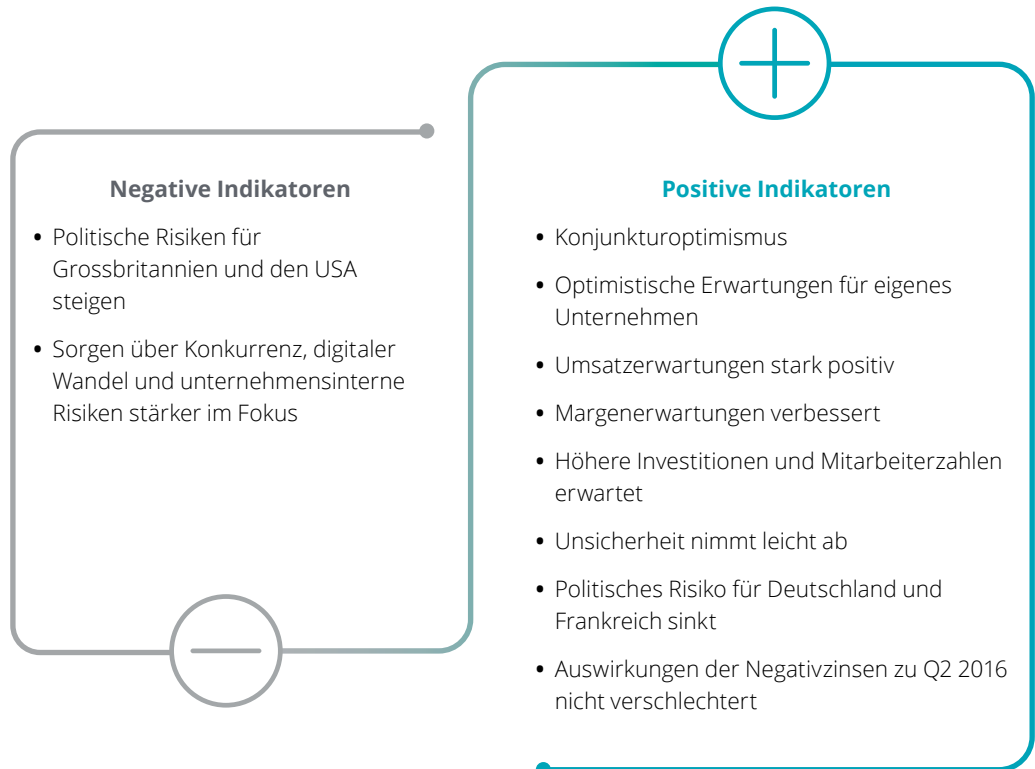 Negative Indikatoren
• Politische Risiken für
Grossbritannien und den USA
steigen
• Sorgen über Konkurrenz, digitaler
Wandel und unternehmensinterne
Risiken stärker im Fokus
Positive Indikatoren
• Konjunkturoptimismus
• Optimistische Erwartungen für eigenes
Unternehmen
• Umsatzerwartungen stark positiv
• Margenerwartungen verbessert
• Höhere Investitionen und Mitarbeiterzahlen
erwartet
• Unsicherheit nimmt leicht ab
• Politisches Risiko für Deutschland und
Frankreich sinkt
• Auswirkungen der Negativzinsen zu Q2 2016
nicht verschlechtert